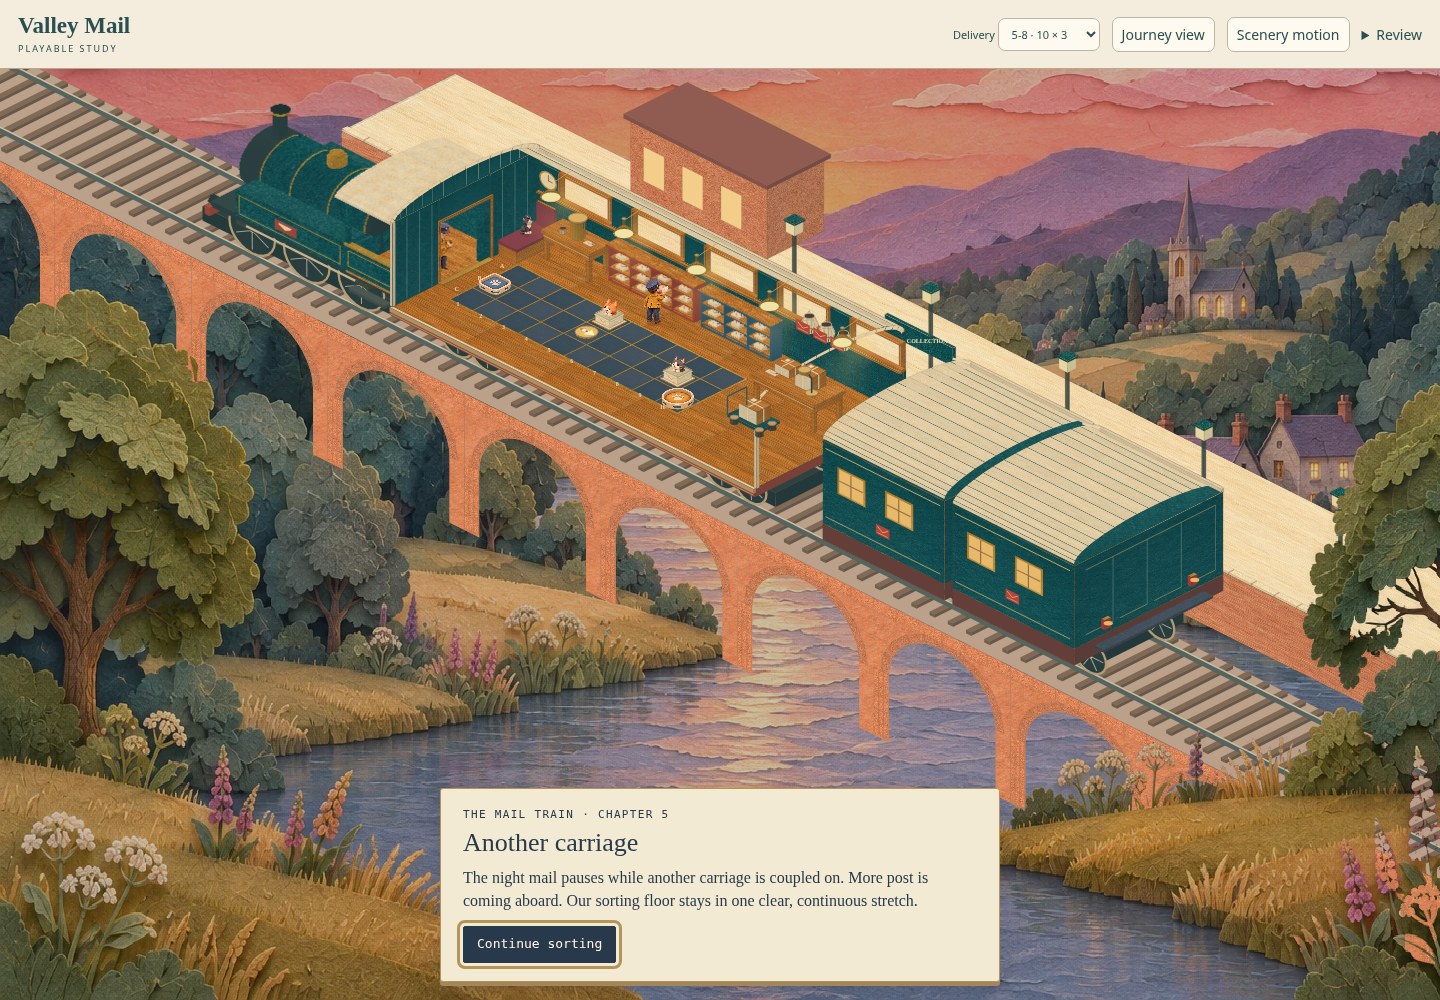 Valley Mail
PLAYABLE STUDY
Delivery
5-8 · 10 × 3
Journey view
Scenery motion
Review
THE MAIL TRAIN · CHAPTER 5
Another carriage
The night mail pauses while another carriage is coupled on. More post is
coming aboard. Our sorting floor stays in one clear, continuous stretch.
Continue sorting